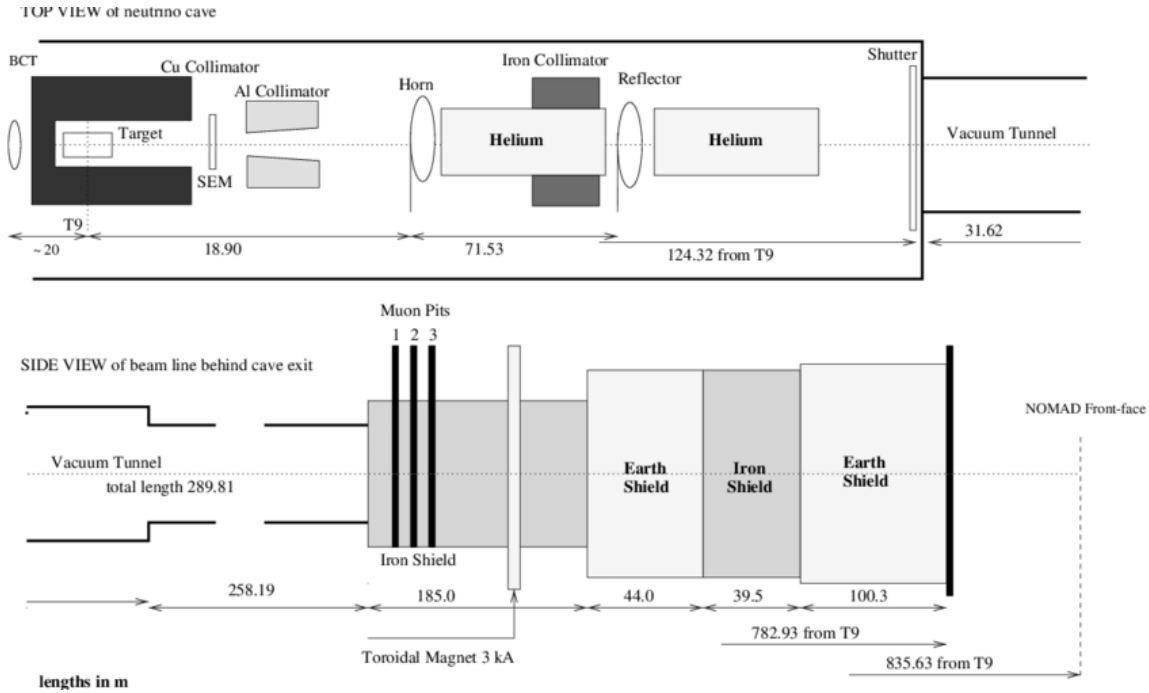 TOP VIEW of neutrino cave
BCT
Cu Collimator
Al Collimator
Horn
Iron Collimator
Reflector
Shutter
Target
Helium
Helium
Vacuum Tunnel
SEM
T9
~ 20
18.90
71.53
124.32 from T9
31.62
Muon Pits
1 2 3
SIDE VIEW of beam line behind cave exit
NOMAD Front-face
Vacuum Tunnel
total length 289.81
Earth
Shield
Iron
Shield
Earth
Shield
Iron Shield
258.19
185.0
44.0
39.5
100.3
782.93 from T9
Toroidal Magnet 3 kA
835.63 from T9
lengths in m